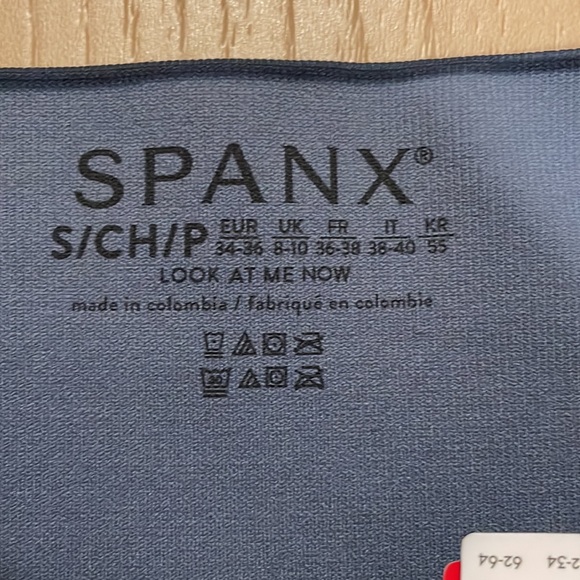 SPANX®
S/CH/P EUR UK FR IT KR
34-36 8-10 36-38 38-40 55
LOOK AT ME NOW
made in colombia / fabriqué en colombie
30
62-64